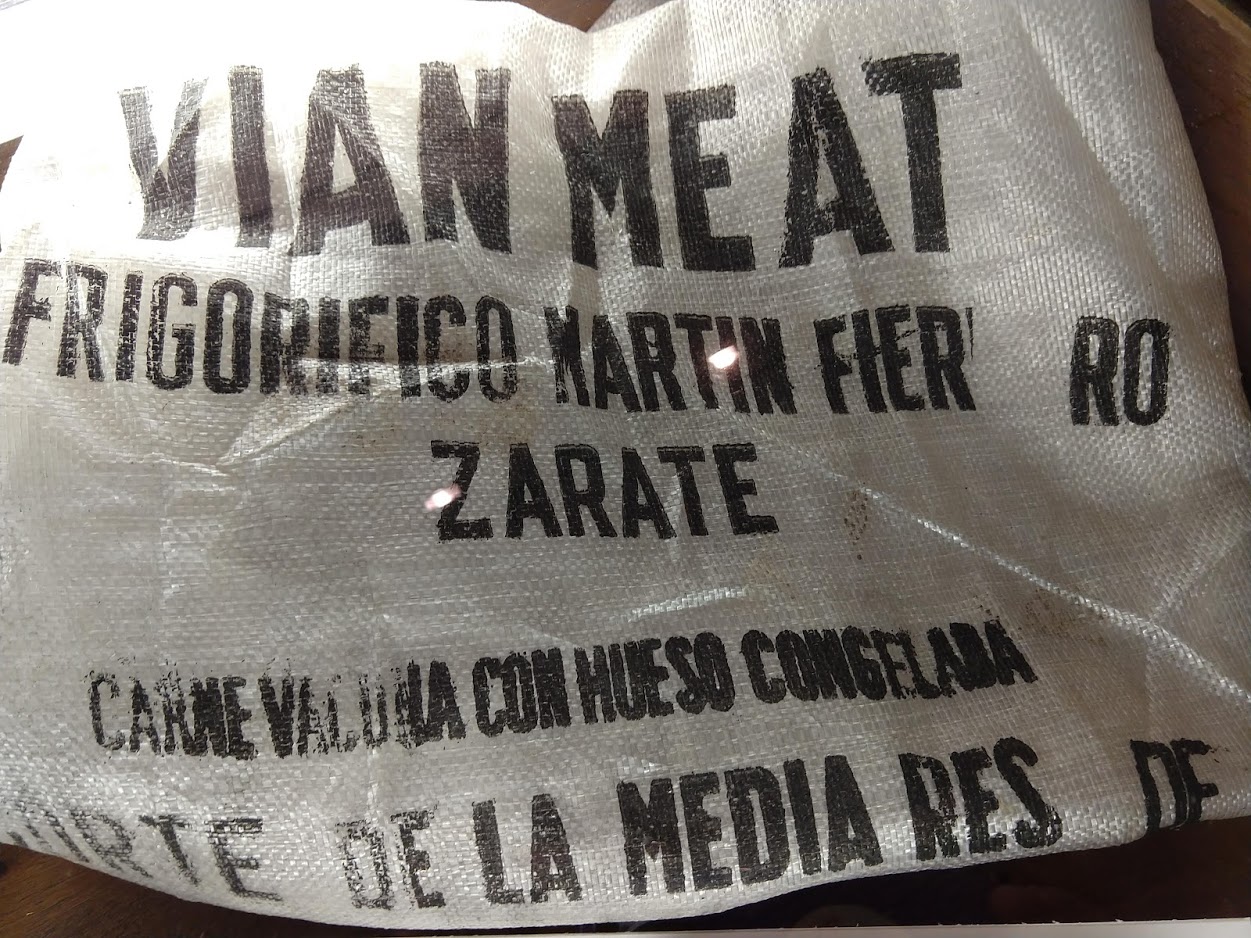 VIAN MEAT
FRIGORIFICO MARTIN FIER RO
ZARATE
CARNE VACUNA CON HUESO CONGELADA
DE LA MEDIA RES DE